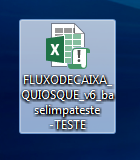 FLUXODECAIXA_
QUIOSQUE_v6_ba
selimpateste
-TESTE